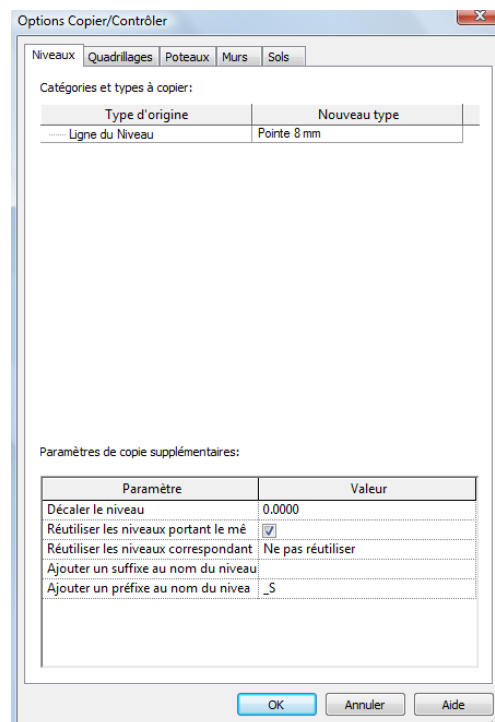 Options Copier/Contrôler
Niveaux Quadrillages Poteaux Murs Sols
Catégories et types à copier:
Type d'origine Nouveau type
Ligne du Niveau Pointe 8 mm
Paramètres de copie supplémentaires:
Paramètre Valeur
Décaler le niveau 0.0000
Réutiliser les niveaux portant le mê
Réutiliser les niveaux correspondant Ne pas réutiliser
Ajouter un suffixe au nom du niveau
Ajouter un préfixe au nom du nivea _S
OK Annuler Aide